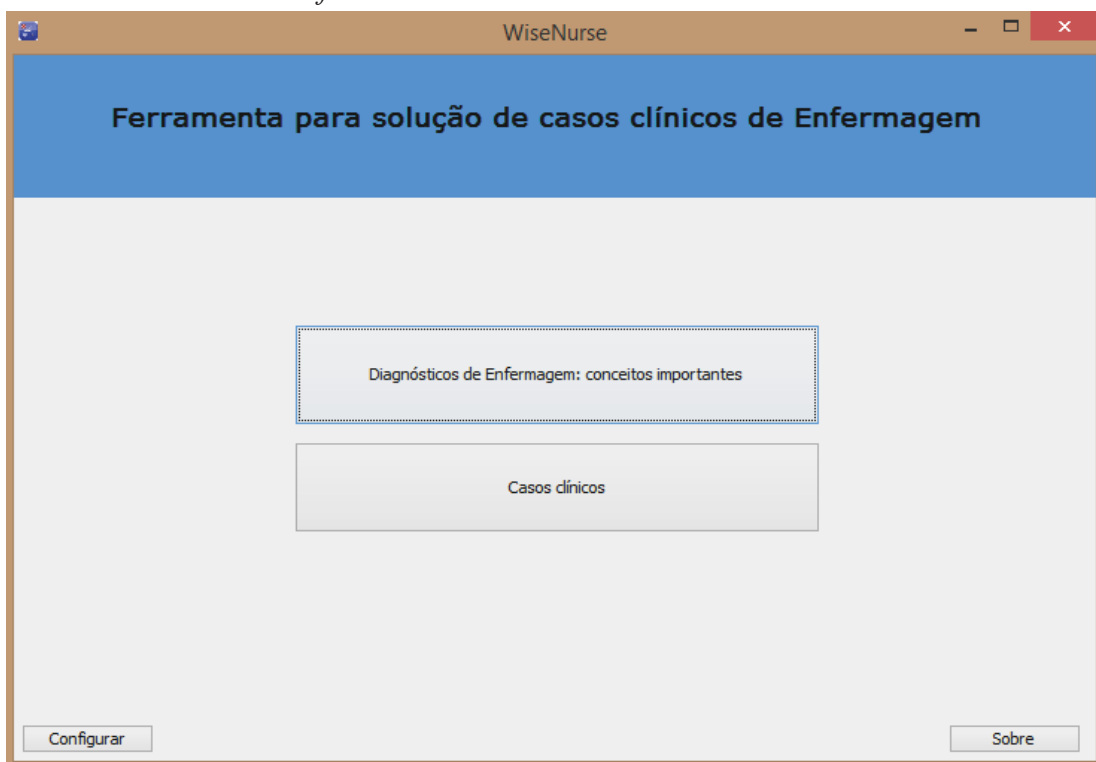 WiseNurse
Ferramenta para solução de casos clínicos de Enfermagem
Diagnósticos de Enfermagem: conceitos importantes
Casos clínicos
Configurar
Sobre